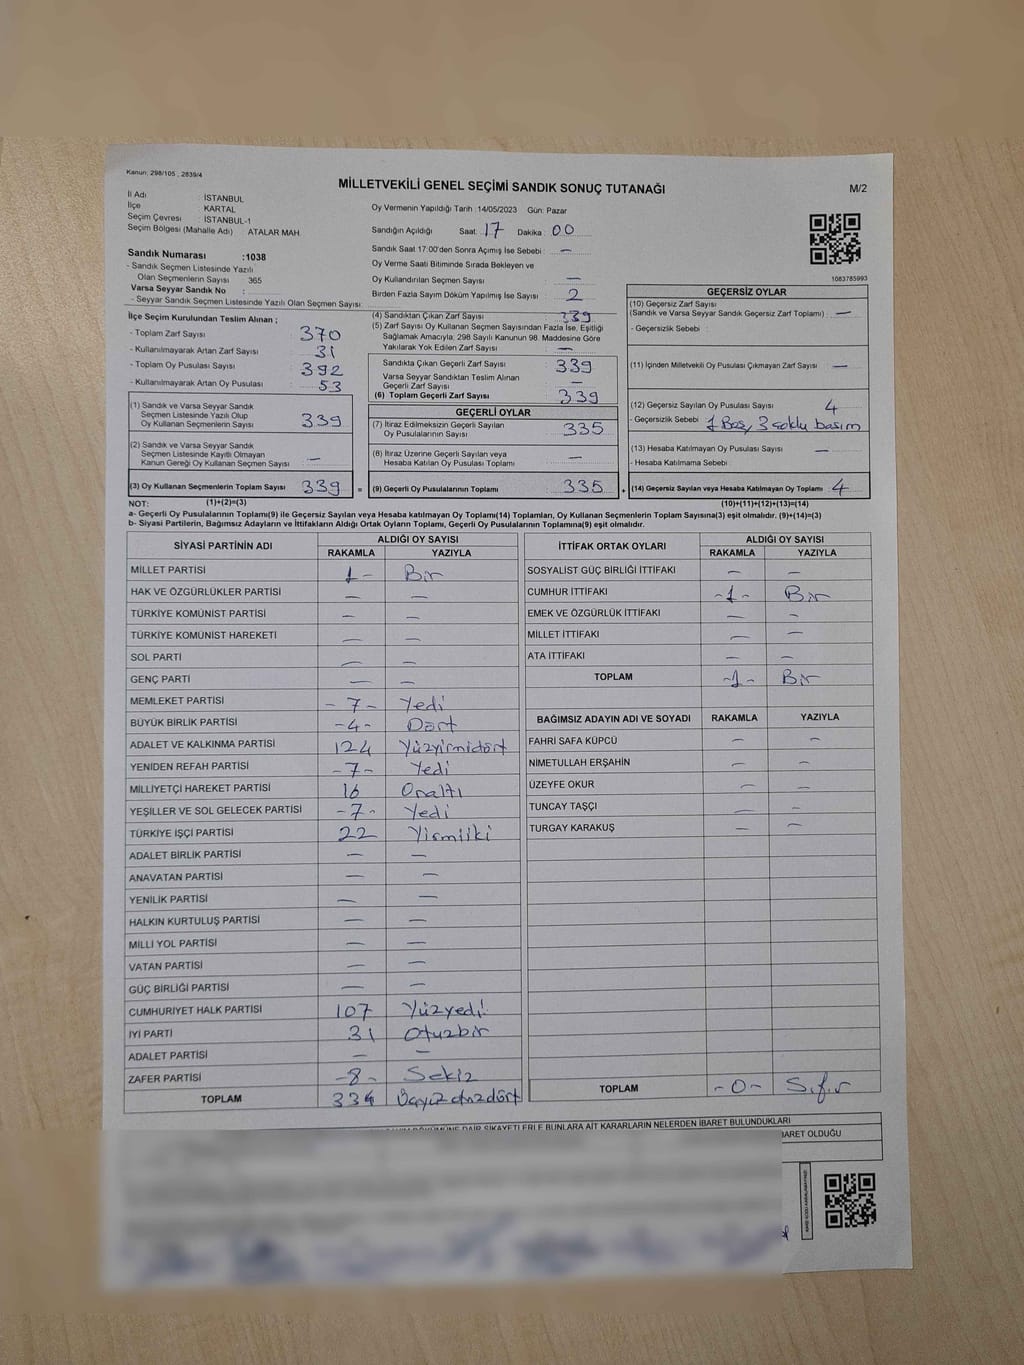 Kanun: 298/105 , 2839/4
MİLLETVEKİLİ GENEL SEÇİMİ SANDIK SONUÇ TUTANAĞI
M/2
İl Adı : İSTANBUL
İlçe : KARTAL
Seçim Çevresi : İSTANBUL-1
Seçim Bölgesi (Mahalle Adı) : ATALAR MAH.
Sandık Numarası :1038
- Sandık Seçmen Listesinde Yazılı
Olan Seçmenlerin Sayısı 365
Varsa Seyyar Sandık No :
- Seyyar Sandık Seçmen Listesinde Yazılı Olan Seçmen Sayısı:
Oy Vermenin Yapıldığı Tarih :14/05/2023 Gün: Pazar
Sandığın Açıldığı Saat: 17 Dakika: 00
Sandık Saat 17:00'den Sonra Açımış İse Sebebi : —
Oy Verme Saati Bitiminde Sırada Bekleyen ve
Oy Kullandırılan Seçmen Sayısı : —
Birden Fazla Sayım Döküm Yapılmış İse Sayısı : 2
1083785993
İlçe Seçim Kurulundan Teslim Alınan ;
- Toplam Zarf Sayısı : 370
- Kullanılmayarak Artan Zarf Sayısı : 31
- Toplam Oy Pusulası Sayısı : 392
- Kullanılmayarak Artan Oy Pusulası : 53
(1) Sandık ve Varsa Seyyar Sandık
Seçmen Listesinde Yazılı Olup
Oy Kullanan Seçmenlerin Sayısı : 339
(2) Sandık ve Varsa Seyyar Sandık
Seçmen Listesinde Kayıtlı Olmayan
Kanun Gereği Oy Kullanan Seçmen Sayısı : —
(3) Oy Kullanan Seçmenlerin Toplam Sayısı : 339
(1)+(2)=(3)
(4) Sandıktan Çıkan Zarf Sayısı : 339
(5) Zarf Sayısı Oy Kullanan Seçmen Sayısından Fazla İse, Eşitliği
Sağlamak Amacıyla, 298 Sayılı Kanunun 98. Maddesine Göre
Yakılarak Yok Edilen Zarf Sayısı : —
Sandıkta Çıkan Geçerli Zarf Sayısı : 339
Varsa Seyyar Sandıktan Teslim Alınan
Geçerli Zarf Sayısı : —
(6) Toplam Geçerli Zarf Sayısı : 339
GEÇERLİ OYLAR
(7) İtiraz Edilmeksizin Geçerli Sayılan
Oy Pusulalarının Sayısı : 335
(8) İtiraz Üzerine Geçerli Sayılan veya
Hesaba Katılan Oy Pusulası Toplamı : —
= (9) Geçerli Oy Pusulalarının Toplamı : 335
GEÇERSİZ OYLAR
(10) Geçersiz Zarf Sayısı
(Sandık ve Varsa Seyyar Sandık Geçersiz Zarf Toplamı) : —
- Geçersizlik Sebebi :
(11) İçinden Milletvekili Oy Pusulası Çıkmayan Zarf Sayısı : —
(12) Geçersiz Sayılan Oy Pusulası Sayısı : 4
- Geçersizlik Sebebi : 1 Boş, 3 çoklu basım
(13) Hesaba Katılmayan Oy Pusulası Sayısı : —
- Hesaba Katılmama Sebebi :
+ (14) Geçersiz Sayılan veya Hesaba Katılmayan Oy Toplamı : 4
(10)+(11)+(12)+(13)=(14)
NOT:
a- Geçerli Oy Pusulalarının Toplamı(9) ile Geçersiz Sayılan veya Hesaba Katılmayan Oy Toplamı(14) Toplamları, Oy Kullanan Seçmenlerin Toplam Sayısına(3) eşit olmalıdır. (9)+(14)=(3)
b- Siyasi Partilerin, Bağımsız Adayların ve İttifakların Aldığı Ortak Oyların Toplamı, Geçerli Oy Pusulalarının Toplamına(9) eşit olmalıdır.
SİYASİ PARTİNİN ADI ALDIĞI OY SAYISI
RAKAMLA YAZIYLA
MİLLET PARTİSİ 1- Bir
HAK VE ÖZGÜRLÜKLER PARTİSİ — —
TÜRKİYE KOMÜNİST PARTİSİ — —
TÜRKİYE KOMÜNİST HAREKETİ — —
SOL PARTİ — —
GENÇ PARTİ — —
MEMLEKET PARTİSİ -7- Yedi
BÜYÜK BİRLİK PARTİSİ -4- Dört
ADALET VE KALKINMA PARTİSİ 124 Yüzyirmidört
YENİDEN REFAH PARTİSİ -7- Yedi
MİLLİYETÇİ HAREKET PARTİSİ 16 Onaltı
YEŞİLLER VE SOL GELECEK PARTİSİ -7- Yedi
TÜRKİYE İŞÇİ PARTİSİ 22 Yirmiiki
ADALET BİRLİK PARTİSİ — —
ANAVATAN PARTİSİ — —
YENİLİK PARTİSİ — —
HALKIN KURTULUŞ PARTİSİ — —
MİLLİ YOL PARTİSİ — —
VATAN PARTİSİ — —
GÜÇ BİRLİĞİ PARTİSİ — —
CUMHURİYET HALK PARTİSİ 107 Yüzyedi
İYİ PARTİ 31 Otuzbir
ADALET PARTİSİ — —
ZAFER PARTİSİ -8- Sekiz
TOPLAM 334 Üçyüzotuzdört
İTTİFAK ORTAK OYLARI ALDIĞI OY SAYISI
RAKAMLA YAZIYLA
SOSYALİST GÜÇ BİRLİĞİ İTTİFAKI — —
CUMHUR İTTİFAKI -1- Bir
EMEK VE ÖZGÜRLÜK İTTİFAKI — —
MİLLET İTTİFAKI — —
ATA İTTİFAKI — —
TOPLAM -1- Bir
BAĞIMSIZ ADAYIN ADI VE SOYADI RAKAMLA YAZIYLA
FAHRİ SAFA KÜPCÜ — —
NİMETULLAH ERŞAHİN — —
ÜZEYFE OKUR — —
TUNCAY TAŞÇI — —
TURGAY KARAKUŞ — —
TOPLAM -0- Sıfır
DÖKÜMÜNE DAİR ŞİKAYETLERLE BUNLARA AİT KARARLARIN NELERDEN İBARET BULUNDUKLARI
İBARET OLDUĞU